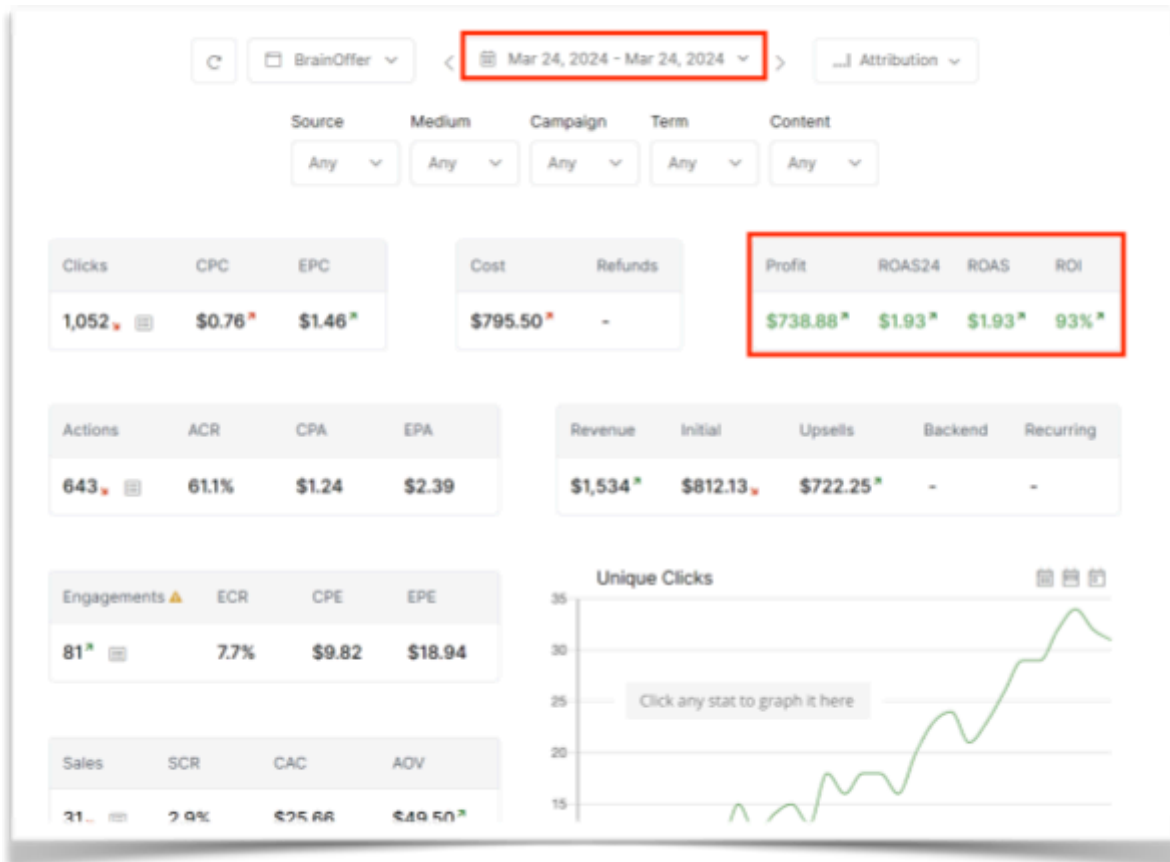 BrainOffer < Mar 24, 2024 - Mar 24, 2024 > Attribution
Source Medium Campaign Term Content
Any Any Any Any Any
Clicks CPC EPC
1,052 $0.76 $1.46
Cost Refunds
$795.50 -
Profit ROAS24 ROAS ROI
$738.88 $1.93 $1.93 93%
Actions ACR CPA EPA
643 61.1% $1.24 $2.39
Revenue Initial Upsells Backend Recurring
$1,534 $812.13 $722.25 - -
Engagements ECR CPE EPE
81 7.7% $9.82 $18.94
Unique Clicks
35
30
25
20
15
Click any stat to graph it here
Sales SCR CAC AOV
31 2.9% $25.66 $49.50